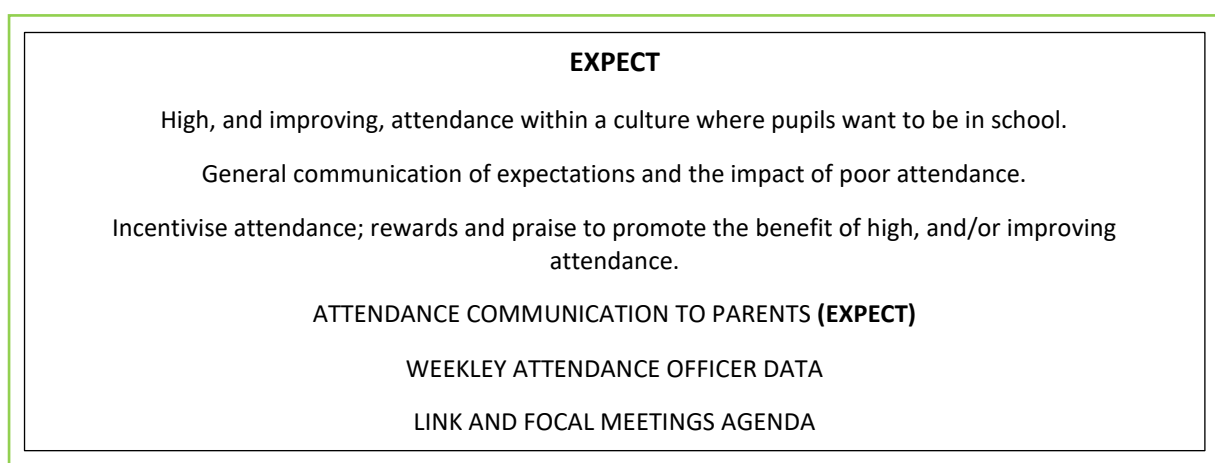 EXPECT
High, and improving, attendance within a culture where pupils want to be in school.
General communication of expectations and the impact of poor attendance.
Incentivise attendance; rewards and praise to promote the benefit of high, and/or improving
attendance.
ATTENDANCE COMMUNICATION TO PARENTS (EXPECT)
WEEKLEY ATTENDANCE OFFICER DATA
LINK AND FOCAL MEETINGS AGENDA